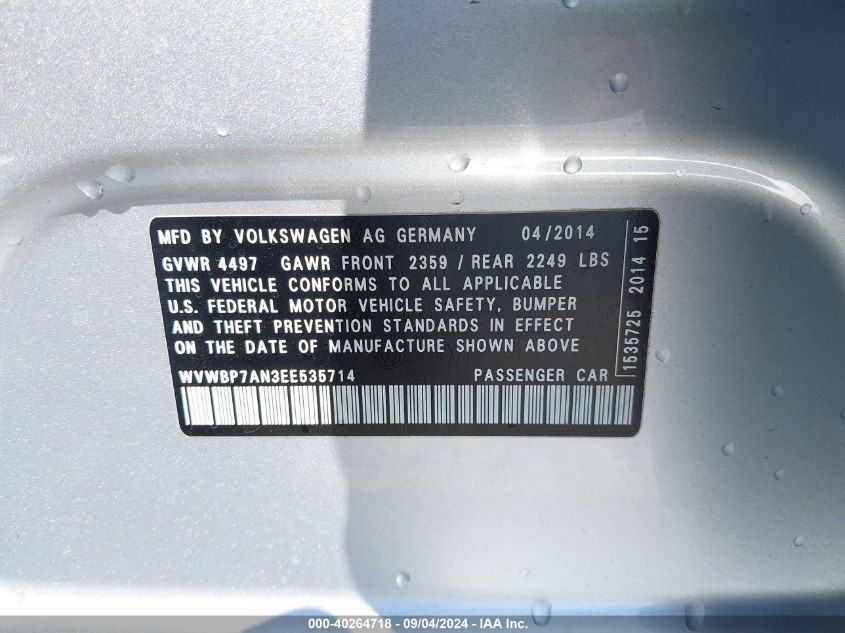 MFD BY VOLKSWAGEN AG GERMANY 04/2014
GVWR 4497 GAWR FRONT 2359 / REAR 2249 LBS
THIS VEHICLE CONFORMS TO ALL APPLICABLE
U.S. FEDERAL MOTOR VEHICLE SAFETY, BUMPER
AND THEFT PREVENTION STANDARDS IN EFFECT
ON THE DATE OF MANUFACTURE SHOWN ABOVE
WVWBP7AN3EE535714 PASSENGER CAR
1535725 2014 15
000-40264718 - 09/04/2024 - IAA Inc.